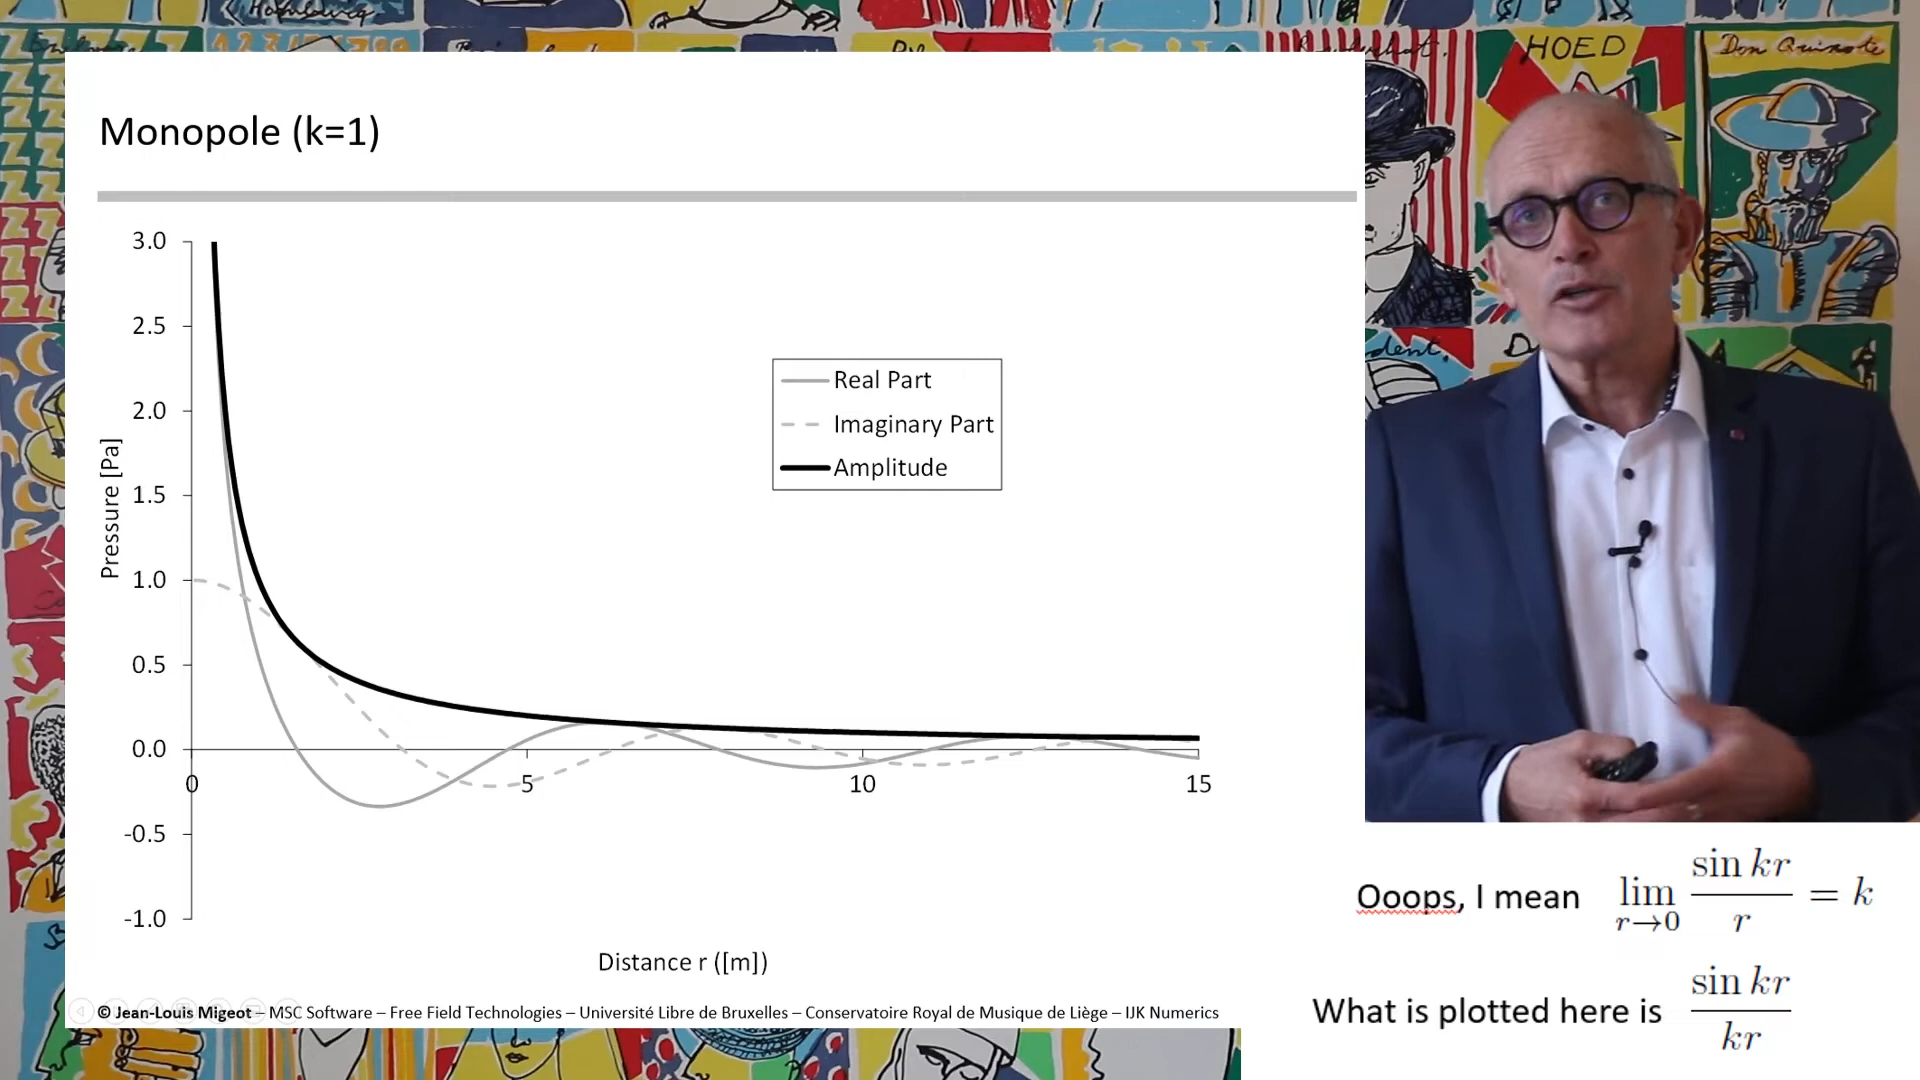 Hamburg
HOED
Don Quinote
Monopole (k=1)
3.0
2.5
2.0
1.5
1.0
0.5
0.0
-0.5
-1.0
Pressure [Pa]
0
5
10
15
Distance r ([m])
Real Part
Imaginary Part
Amplitude
© Jean-Louis Migeot – MSC Software – Free Field Technologies – Université Libre de Bruxelles – Conservatoire Royal de Musique de Liège – IJK Numerics
Ooops, I mean lim r→0 sin kr / r = k
What is plotted here is sin kr / kr